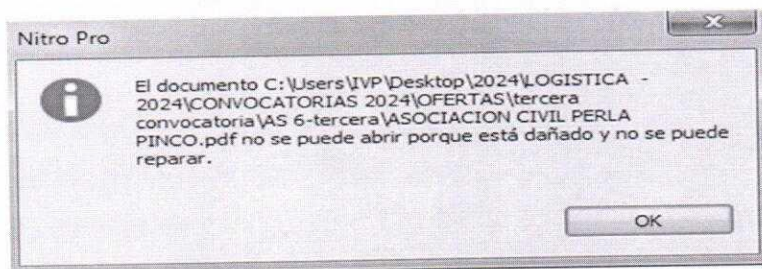 Nitro Pro
El documento C:\Users\IVP\Desktop\2024\LOGISTICA -
2024\CONVOCATORIAS 2024\OFERTAS\tercera
convocatoria\AS 6-tercera\ASOCIACION CIVIL PERLA
PINCO.pdf no se puede abrir porque está dañado y no se puede
reparar.
OK